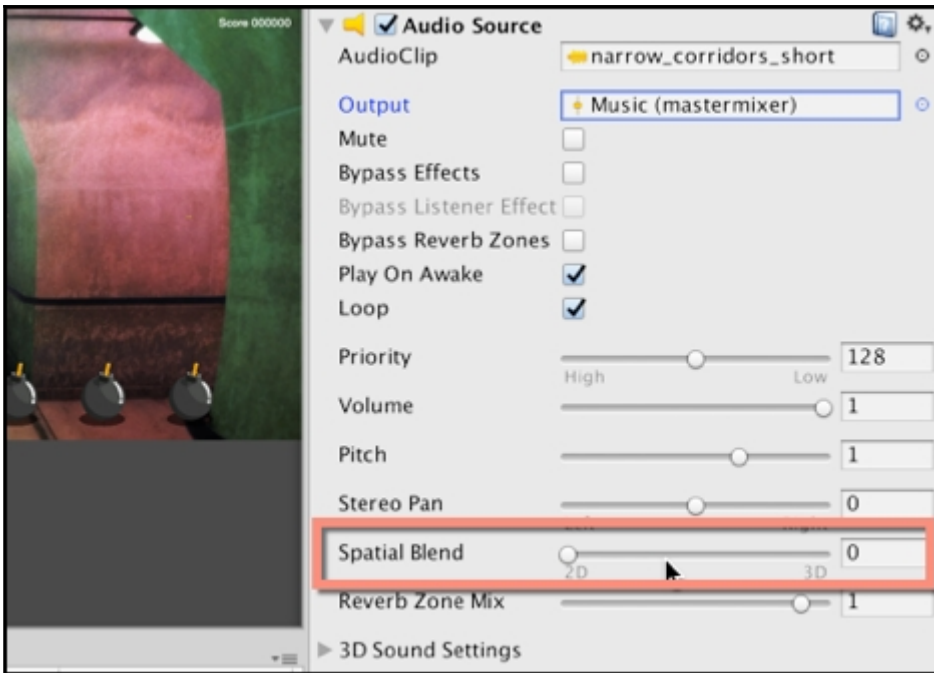 Score 000000
Audio Source
AudioClip narrow_corridors_short
Output Music (mastermixer)
Mute
Bypass Effects
Bypass Listener Effect
Bypass Reverb Zones
Play On Awake
Loop
Priority 128
High Low
Volume 1
Pitch 1
Stereo Pan 0
Spatial Blend 0
2D 3D
Reverb Zone Mix 1
3D Sound Settings